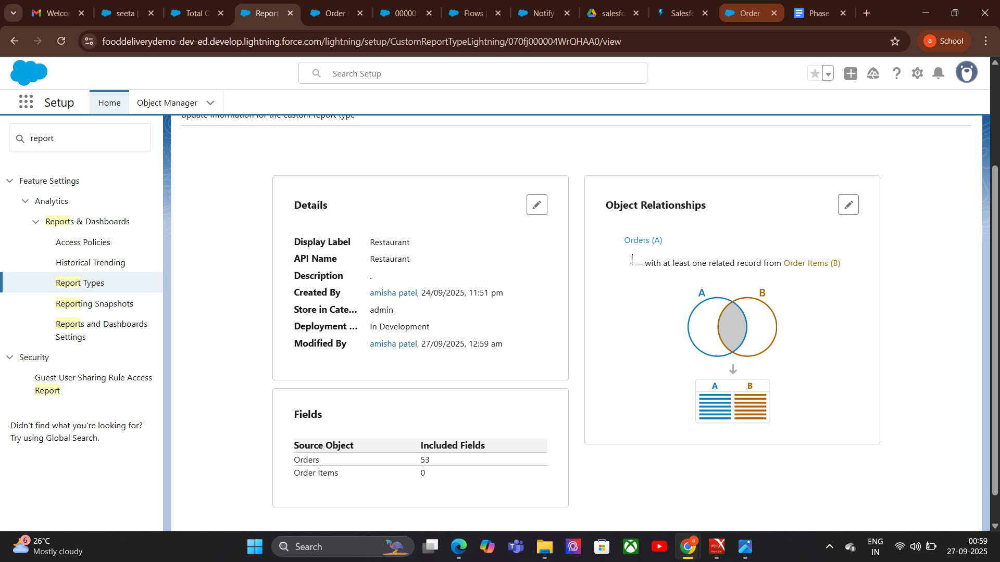 Welcor
seeta |
Total C
Report
Order
00000
Flows
Notify
salesfo
Salesfo
Order
Phase
fooddeliverydemo-dev-ed.develop.lightning.force.com/lightning/setup/CustomReportTypeLightning/070fj000004WrQHAA0/view
a School
Search Setup
Setup
Home
Object Manager
update information for the custom report type
report
Feature Settings
Analytics
Reports & Dashboards
Access Policies
Historical Trending
Report Types
Reporting Snapshots
Reports and Dashboards
Settings
Security
Guest User Sharing Rule Access
Report
Didn't find what you're looking for?
Try using Global Search.
Details
Display Label Restaurant
API Name Restaurant
Description .
Created By amisha patel, 24/09/2025, 11:51 pm
Store in Cate... admin
Deployment ... In Development
Modified By amisha patel, 27/09/2025, 12:59 am
Fields
Source Object Included Fields
Orders 53
Order Items 0
Object Relationships
Orders (A)
with at least one related record from Order Items (B)
A B
A B
6
26°C
Mostly cloudy
Search
a
PDF
ENG
IN
00:59
27-09-2025